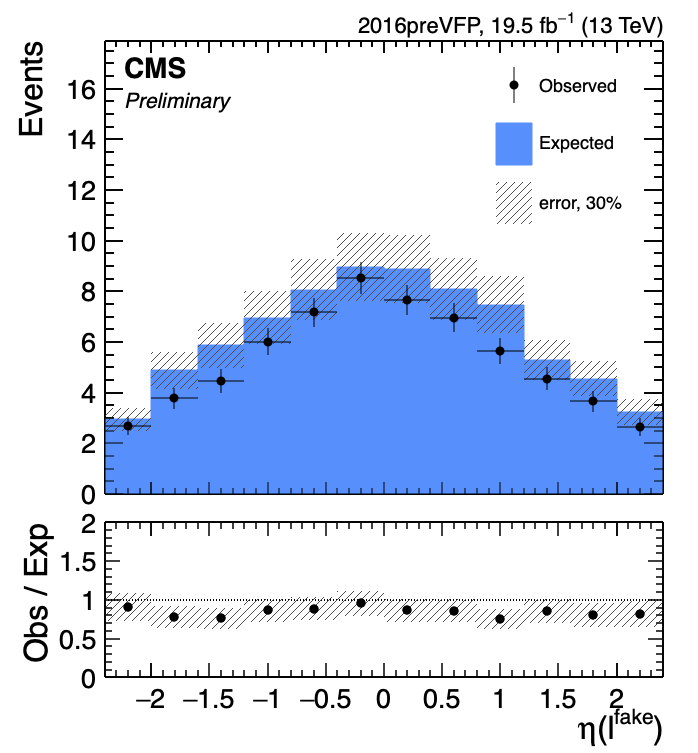 2016preVFP, 19.5 fb⁻¹ (13 TeV)
CMS
Preliminary
Observed
Expected
error, 30%
Events
16
14
12
10
8
6
4
2
0
Obs / Exp
2
1.5
1
0.5
0
−2 −1.5 −1 −0.5 0 0.5 1 1.5 2
η(l^fake)